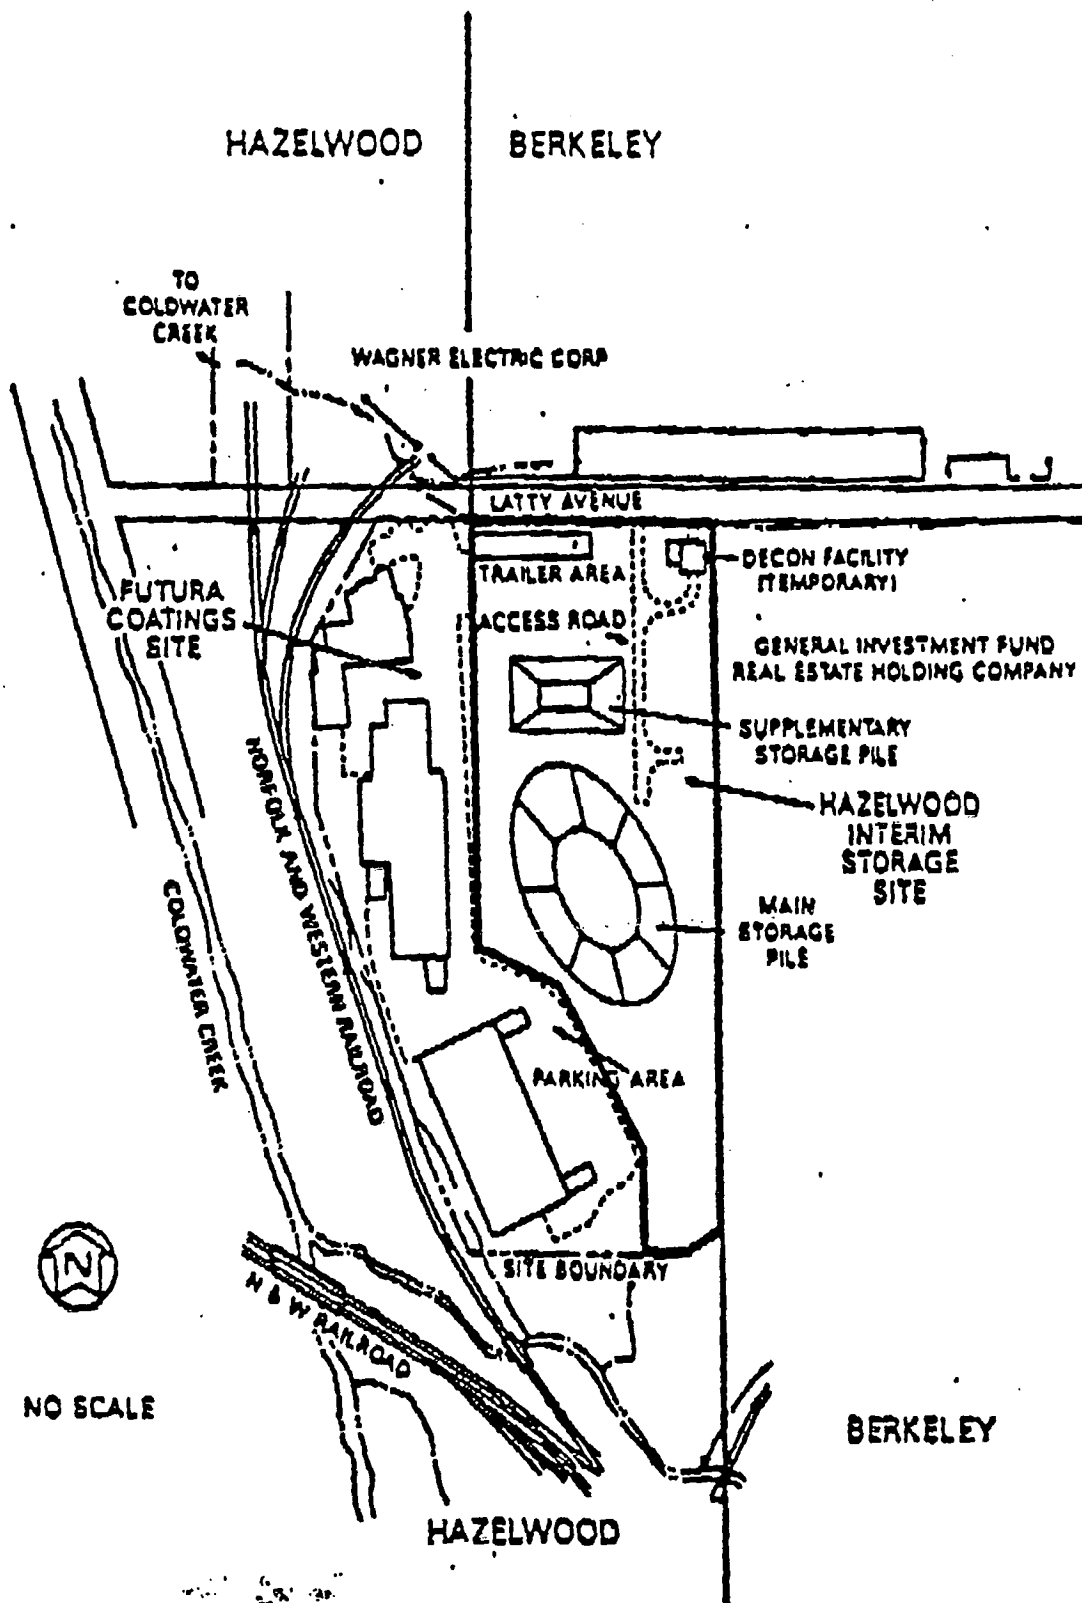 HAZELWOOD
BERKELEY
TO
COLDWATER
CREEK
WAGNER ELECTRIC CORP
LATTY AVENUE
TRAILER AREA
DECON FACILITY
(TEMPORARY)
FUTURA
COATINGS
SITE
ACCESS ROAD
GENERAL INVESTMENT FUND
REAL ESTATE HOLDING COMPANY
SUPPLEMENTARY
STORAGE PILE
HAZELWOOD
INTERIM
STORAGE
SITE
NORFOLK AND WESTERN RAILROAD
COLDWATER CREEK
MAIN
STORAGE
PILE
PARKING AREA
SITE BOUNDARY
N
N & W RAILROAD
NO SCALE
BERKELEY
HAZELWOOD